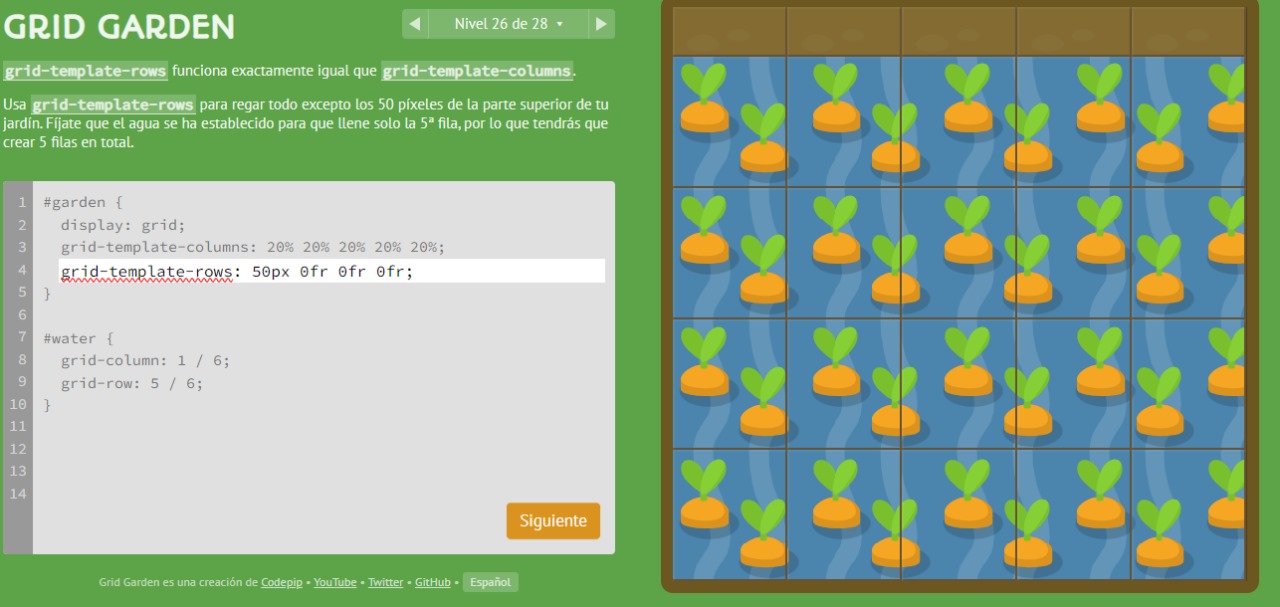 GRID GARDEN
Nivel 26 de 28
grid-template-rows funciona exactamente igual que grid-template-columns.
Usa grid-template-rows para regar todo excepto los 50 píxeles de la parte superior de tu
jardín. Fíjate que el agua se ha establecido para que llene solo la 5ª fila, por lo que tendrás que
crear 5 filas en total.
1 #garden {
2 display: grid;
3 grid-template-columns: 20% 20% 20% 20% 20%;
4 grid-template-rows: 50px 0fr 0fr 0fr;
5 }
6
7 #water {
8 grid-column: 1 / 6;
9 grid-row: 5 / 6;
10 }
11
12
13
14
Siguiente
Grid Garden es una creación de Codepip • YouTube • Twitter • GitHub • Español